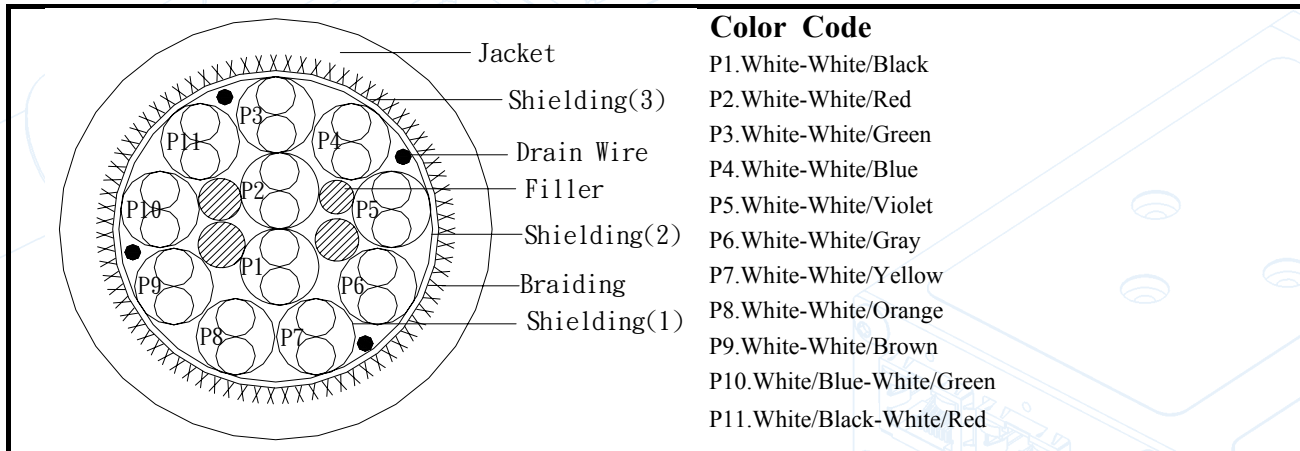 Jacket
Shielding(3)
Drain Wire
Filler
Shielding(2)
Braiding
Shielding(1)
P3
P4
P11
P2
P10
P5
P1
P9
P6
P8
P7
Color Code
P1.White-White/Black
P2.White-White/Red
P3.White-White/Green
P4.White-White/Blue
P5.White-White/Violet
P6.White-White/Gray
P7.White-White/Yellow
P8.White-White/Orange
P9.White-White/Brown
P10.White/Blue-White/Green
P11.White/Black-White/Red